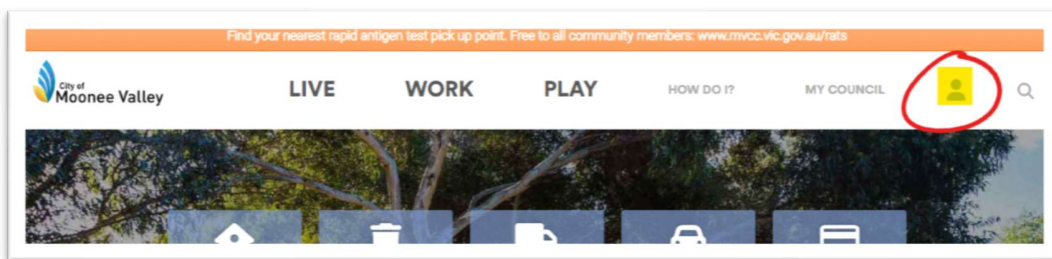 Find your nearest rapid antigen test pick up point. Free to all community members: www.mvcc.vic.gov.au/rats
City of
Moonee Valley
LIVE WORK PLAY HOW DO I? MY COUNCIL